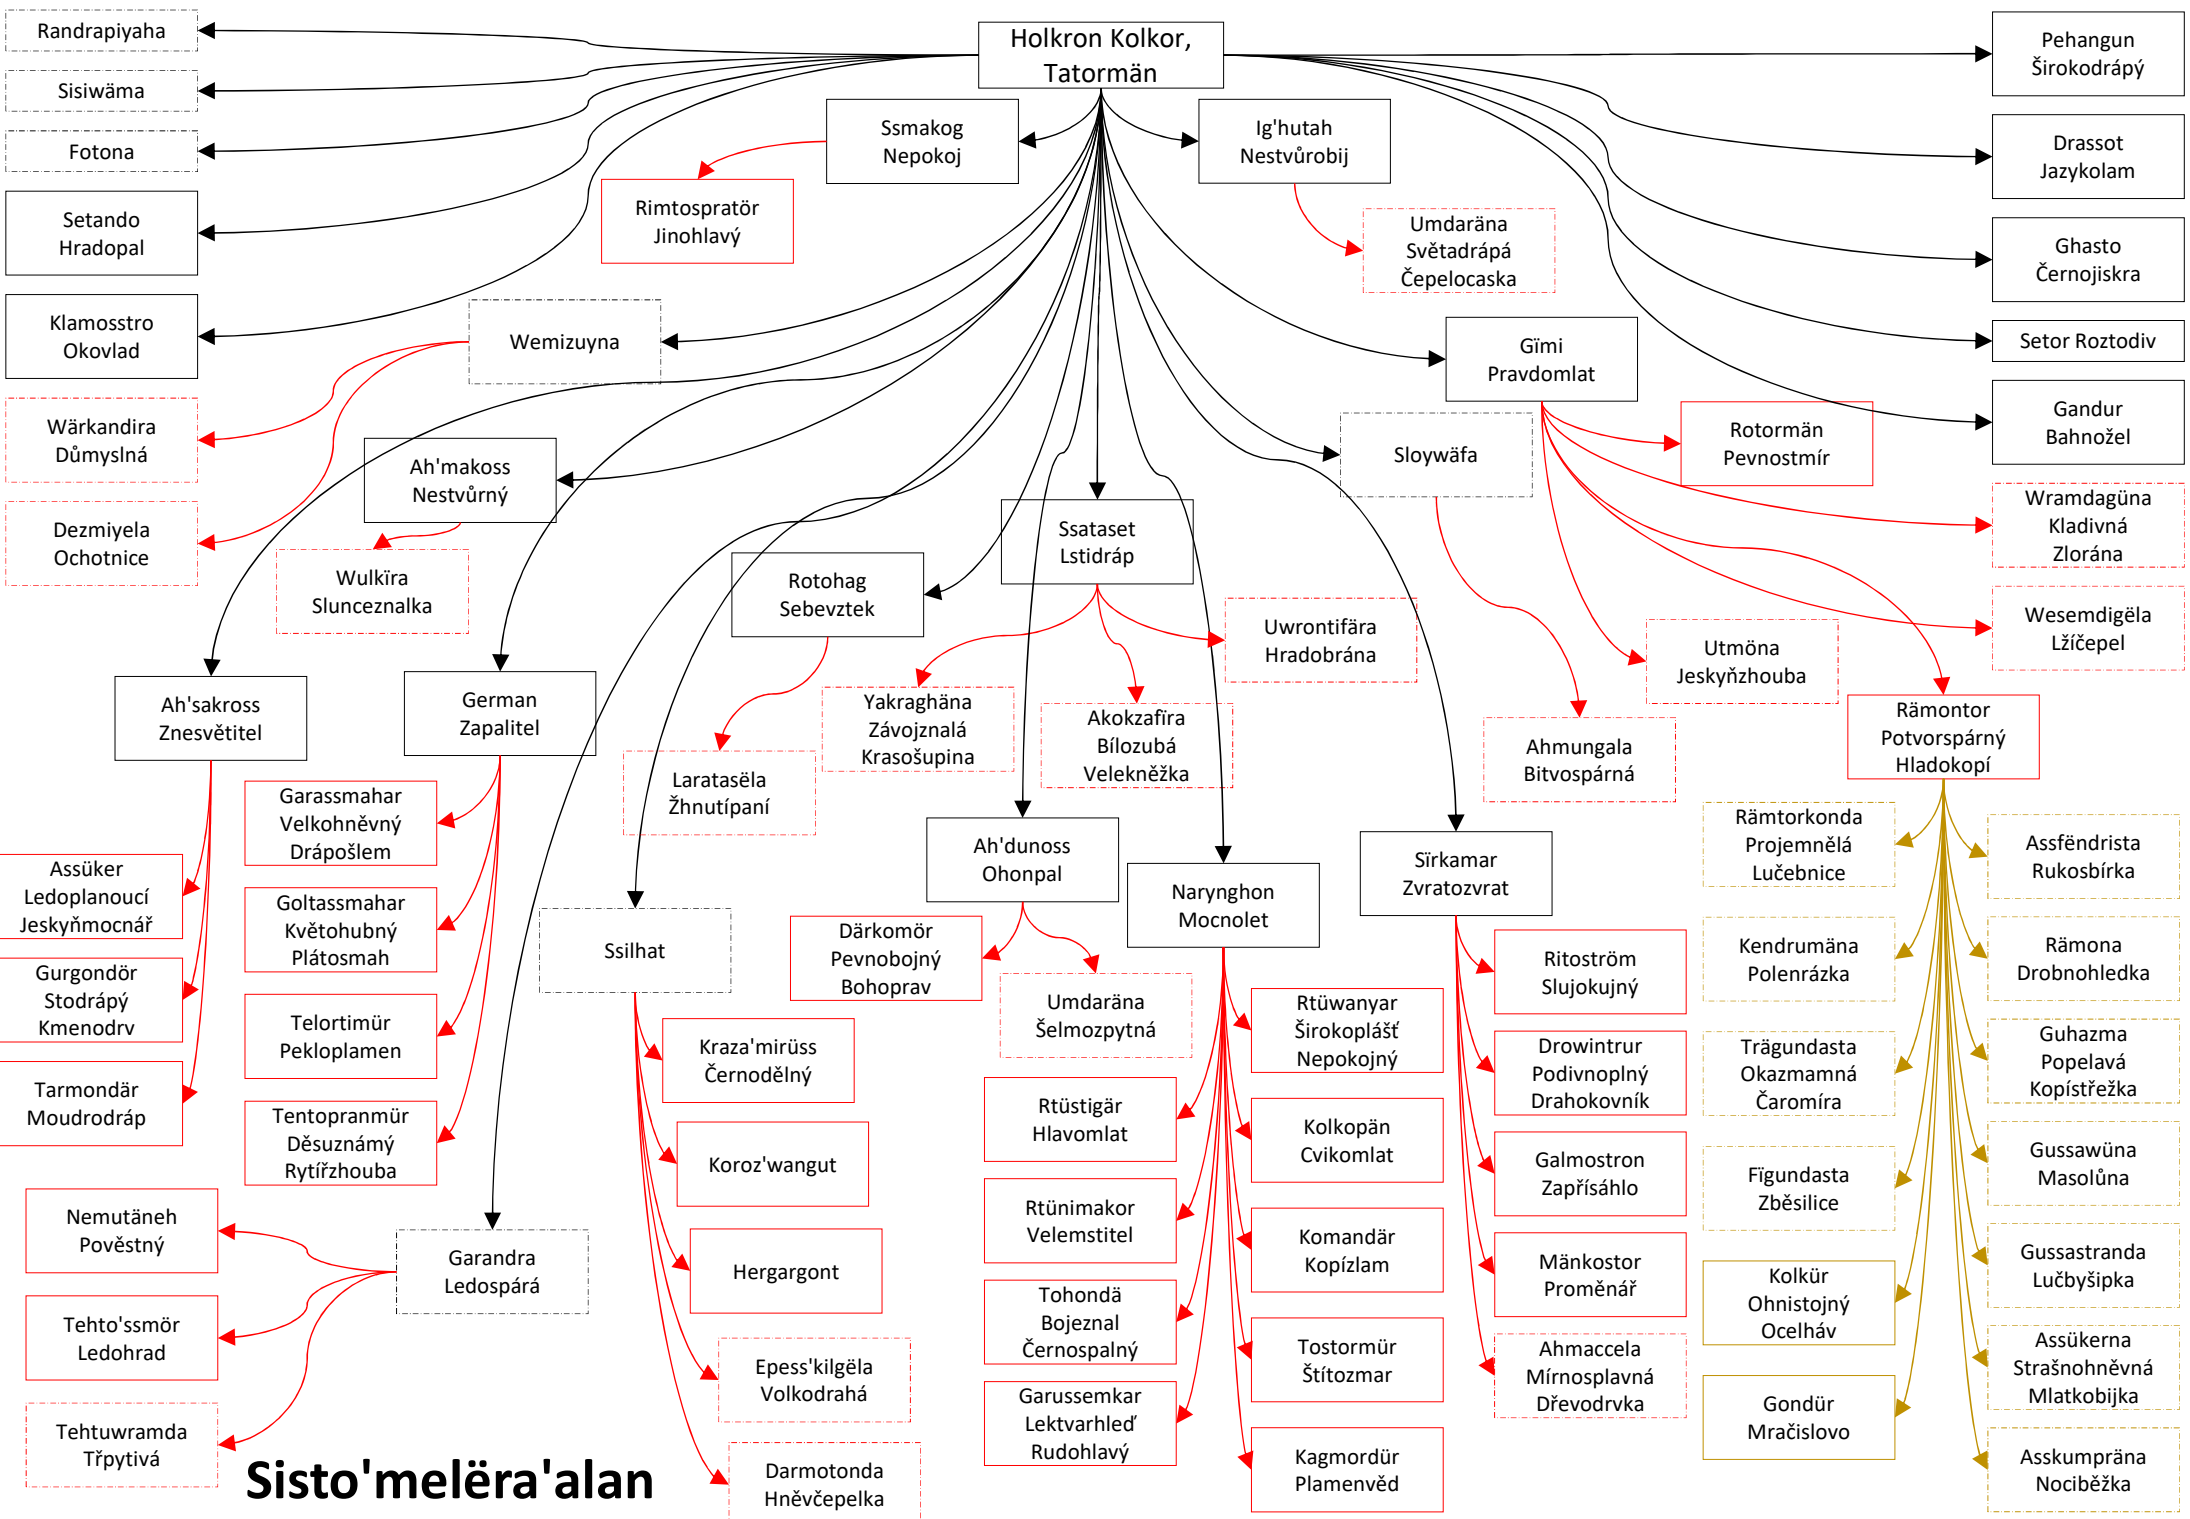 Holkron Kolkor,
Tatormän
Randrapiyaha
Sisiwäma
Fotona
Setando
Hradopal
Klamosstro
Okovlad
Ssmakog
Nepokoj
Ig'hutah
Nestvůrobij
Pehangun
Širokodrápý
Drassot
Jazykolam
Ghasto
Černojiskra
Setor Roztodiv
Gandur
Bahnožel
Rimtospratör
Jinohlavý
Umdaräna
Světadrápá
Čepelocaska
Wemizuyna
Gïmi
Pravdomlat
Wärkandira
Důmyslná
Dezmiyela
Ochotnice
Ah'makoss
Nestvůrný
Wulkïra
Slunceznalka
Sloywäfa
Rotormän
Pevnostmír
Wramdagüna
Kladivná
Zlorána
Wesemdigëla
Lžíčepel
Utmöna
Jeskyňzhouba
Ssataset
Lstidráp
Rotohag
Sebevztek
Uwrontifära
Hradobrána
Yakraghäna
Závojznalá
Krasošupina
Akokzafïra
Bílozubá
Velekněžka
Laratasëla
Žhnutípaní
Ahmungala
Bitvospárná
Rämontor
Potvorspárný
Hladokopí
Ah'sakross
Znesvětitel
German
Zapalitel
Assüker
Ledoplanoucí
Jeskyňmocnář
Gurgondör
Stodrápý
Kmenodrv
Tarmondär
Moudrodráp
Garassmahar
Velkohněvný
Drápošlem
Goltassmahar
Květohubný
Plátosmah
Telortimür
Pekloplamen
Tentopranmür
Děsuznámý
Rytířzhouba
Ssilhat
Ah'dunoss
Ohonpal
Narynghon
Mocnolet
Sïrkamar
Zvratozvrat
Därkomör
Pevnobojný
Bohoprav
Umdaräna
Šelmozpytná
Kraza'mirüss
Černodělný
Koroz'wangut
Hergargont
Epess'kilgëla
Volkodrahá
Darmotonda
Hněvčepelka
Rtüwanyar
Širokoplášť
Nepokojný
Rtüstigär
Hlavomlat
Kolkopän
Cvikomlat
Rtünimakor
Velemstitel
Komandär
Kopízlam
Tohondä
Bojeznal
Černospalný
Tostormür
Štítozmar
Garussemkar
Lektvarhleď
Rudohlavý
Kagmordür
Plamenvěd
Ritoström
Slujokujný
Drowintrur
Podivnoplný
Drahokovník
Galmostron
Zapřísáhlo
Mänkostor
Proměnář
Ahmaccela
Mírnosplavná
Dřevodrvka
Rämtorkonda
Projemnělá
Lučebnice
Assfëndrista
Rukosbírka
Kendrumäna
Polenrázka
Rämona
Drobnohledka
Trägundasta
Okazmamná
Čaromíra
Guhazma
Popelavá
Kopístřežka
Fïgundasta
Zběsilice
Gussawüna
Masolůna
Kolkür
Ohnistojný
Ocelháv
Gussastranda
Lučbyšipka
Gondür
Mračislovo
Assükerna
Strašnohněvná
Mlatkobijka
Asskumpräna
Nociběžka
Nemutäneh
Pověstný
Tehto'ssmör
Ledohrad
Tehtuwramda
Třpytivá
Garandra
Ledospárá
Sisto'melëra'alan